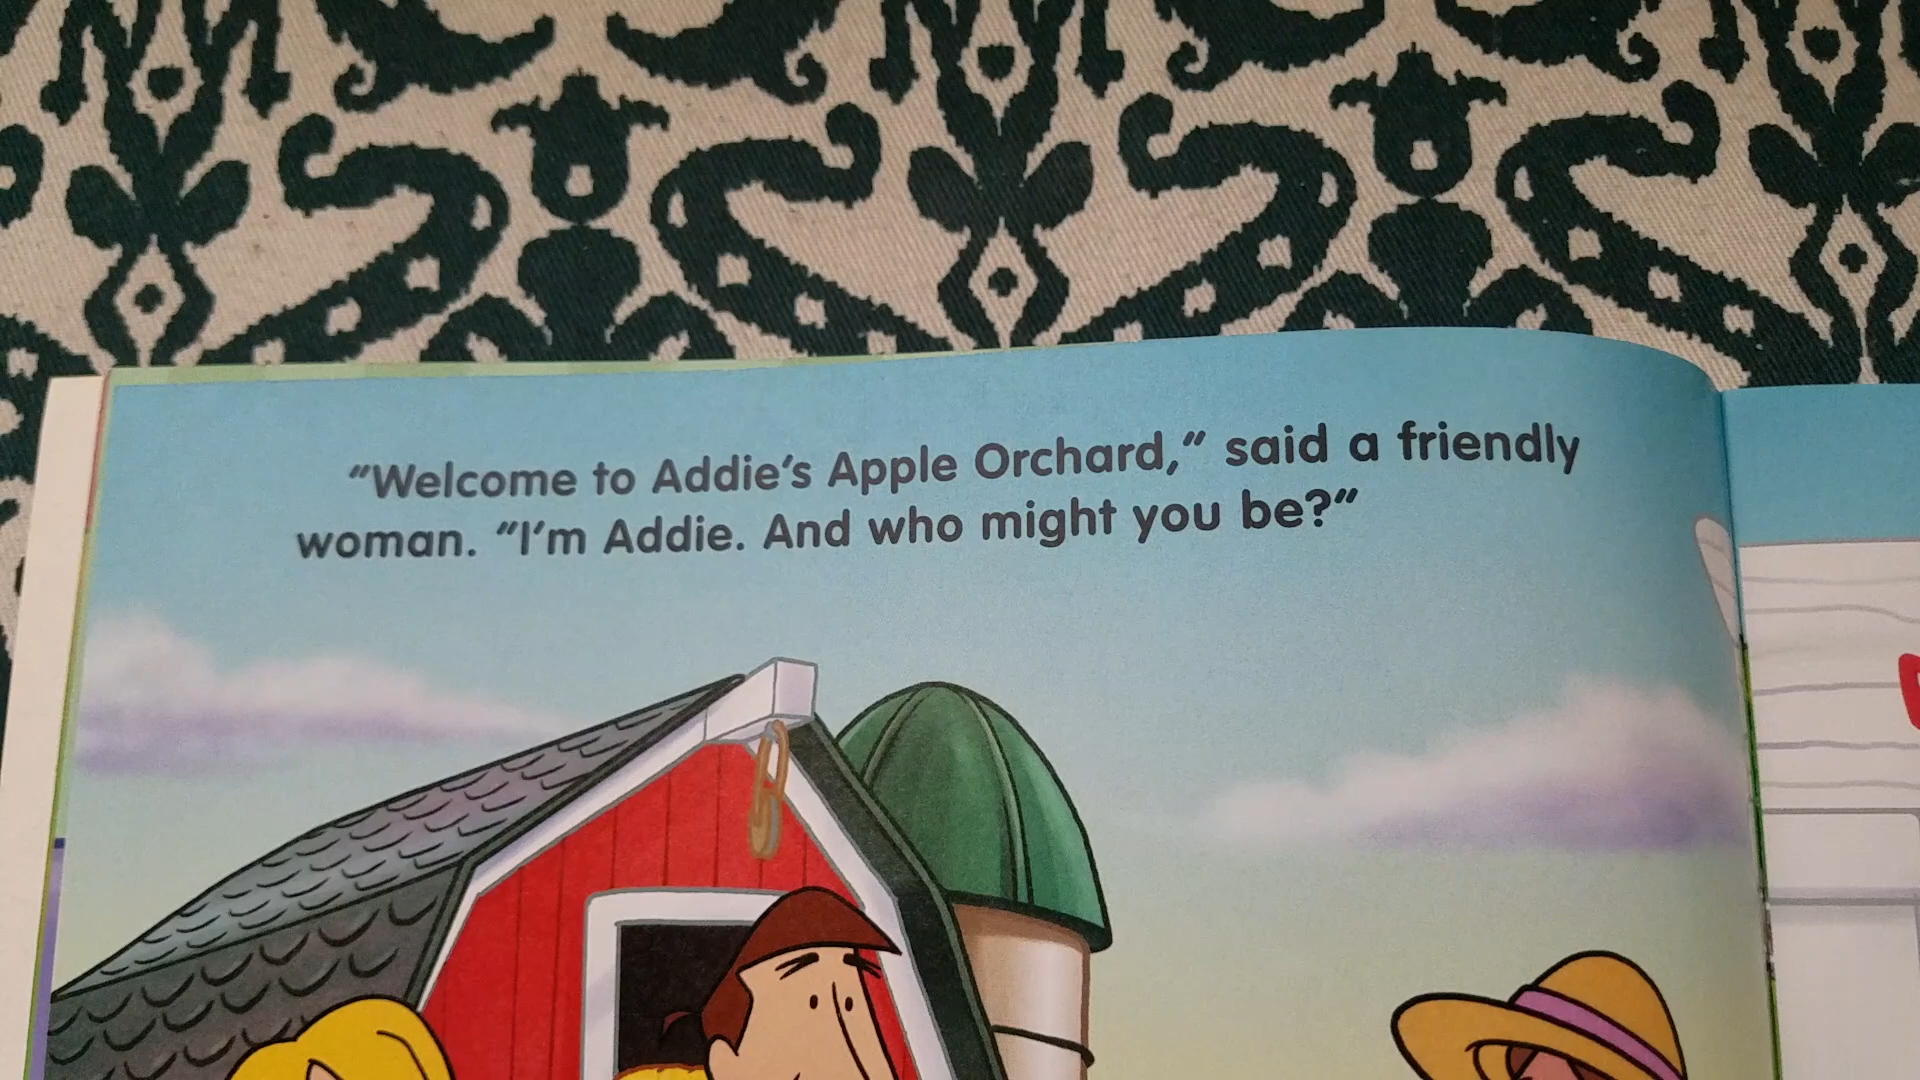 “Welcome to Addie’s Apple Orchard,” said a friendly
woman. “I’m Addie. And who might you be?”